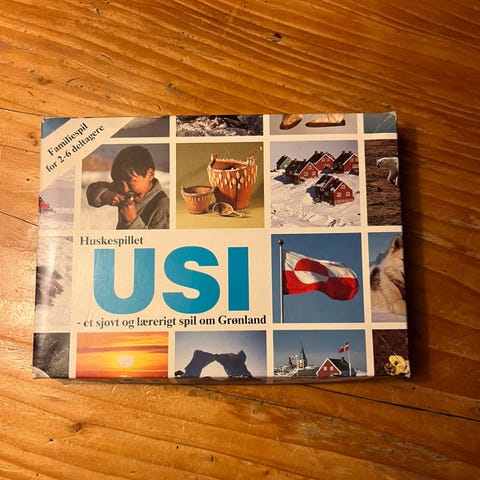 Familiespil
for 2-6 deltagere
Huskespillet
USI
- et sjovt og lærerigt spil om Grønland